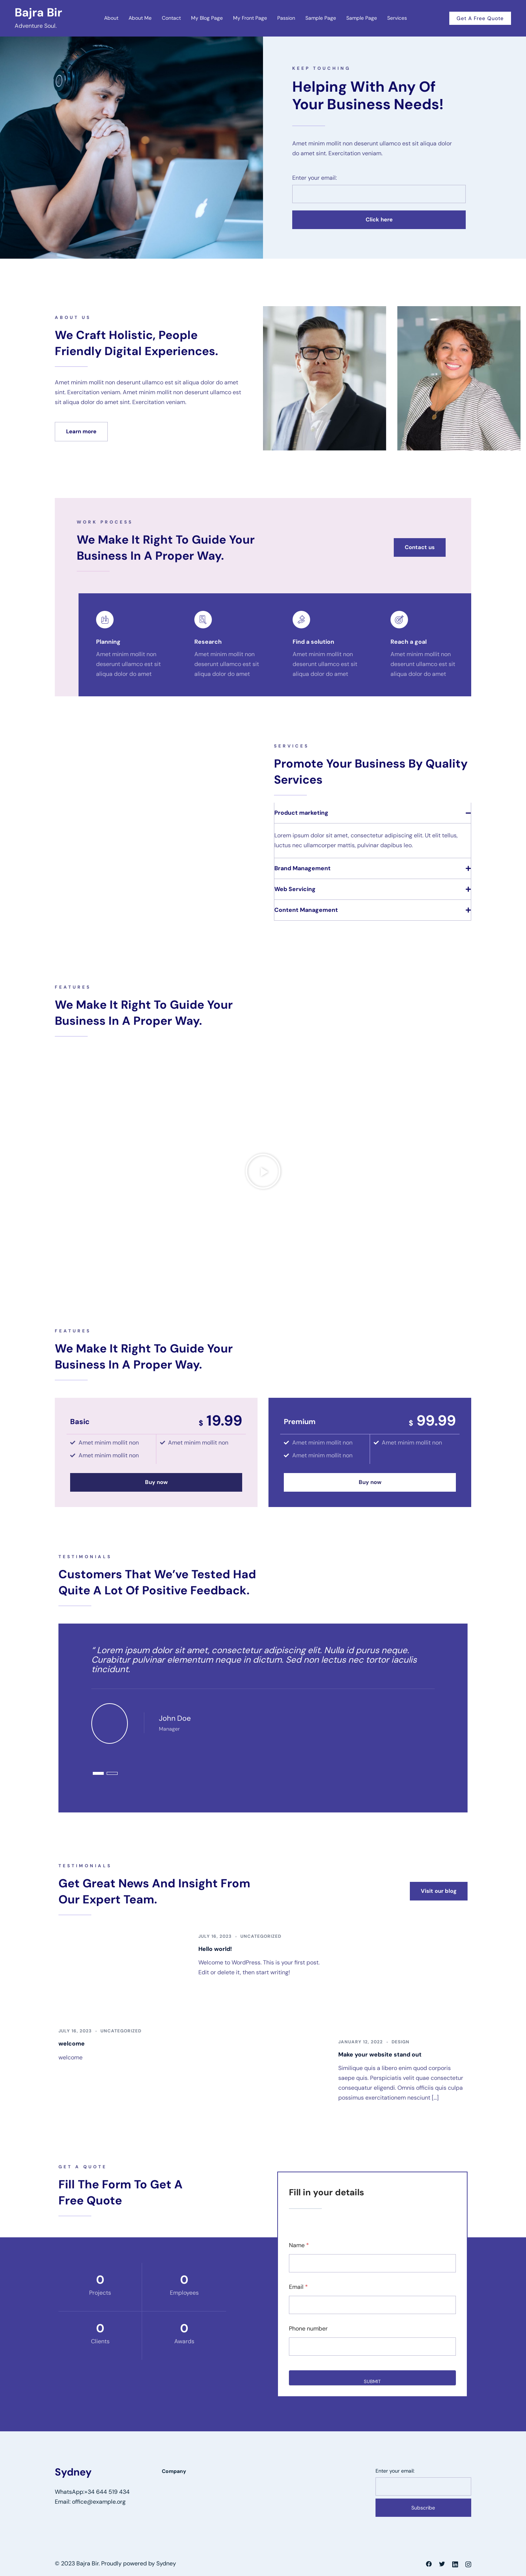 Bajra Bir
Adventure Soul.
About About Me Contact My Blog Page My Front Page Passion Sample Page Sample Page Services
Get A Free Quote
KEEP TOUCHING
Helping With Any Of
Your Business Needs!
Amet minim mollit non deserunt ullamco est sit aliqua dolor
do amet sint. Exercitation veniam.
Enter your email:
Click here
ABOUT US
We Craft Holistic, People
Friendly Digital Experiences.
Amet minim mollit non deserunt ullamco est sit aliqua dolor do amet
sint. Exercitation veniam. Amet minim mollit non deserunt ullamco est
sit aliqua dolor do amet sint. Exercitation veniam.
Learn more
WORK PROCESS
We Make It Right To Guide Your
Business In A Proper Way.
Contact us
Planning
Amet minim mollit non
deserunt ullamco est sit
aliqua dolor do amet
Research
Amet minim mollit non
deserunt ullamco est sit
aliqua dolor do amet
Find a solution
Amet minim mollit non
deserunt ullamco est sit
aliqua dolor do amet
Reach a goal
Amet minim mollit non
deserunt ullamco est sit
aliqua dolor do amet
SERVICES
Promote Your Business By Quality
Services
Product marketing
Lorem ipsum dolor sit amet, consectetur adipiscing elit. Ut elit tellus,
luctus nec ullamcorper mattis, pulvinar dapibus leo.
Brand Management
Web Servicing
Content Management
FEATURES
We Make It Right To Guide Your
Business In A Proper Way.
FEATURES
We Make It Right To Guide Your
Business In A Proper Way.
Basic
$ 19.99
Amet minim mollit non
Amet minim mollit non
Amet minim mollit non
Buy now
Premium
$ 99.99
Amet minim mollit non
Amet minim mollit non
Amet minim mollit non
Buy now
TESTIMONIALS
Customers That We've Tested Had
Quite A Lot Of Positive Feedback.
“ Lorem ipsum dolor sit amet, consectetur adipiscing elit. Nulla id purus neque.
Curabitur pulvinar elementum neque in dictum. Sed non lectus nec tortor iaculis
tincidunt.
John Doe
Manager
TESTIMONIALS
Get Great News And Insight From
Our Expert Team.
Visit our blog
JULY 16, 2023 - UNCATEGORIZED
Hello world!
Welcome to WordPress. This is your first post.
Edit or delete it, then start writing!
JULY 16, 2023 - UNCATEGORIZED
welcome
welcome
JANUARY 12, 2022 - DESIGN
Make your website stand out
Similique quis a libero enim quod corporis
saepe quis. Perspiciatis velit quae consectetur
consequatur eligendi. Omnis officiis quis culpa
possimus exercitationem nesciunt [...]
GET A QUOTE
Fill The Form To Get A
Free Quote
0
Projects
0
Employees
0
Clients
0
Awards
Fill in your details
Name *
Email *
Phone number
SUBMIT
Sydney
WhatsApp:+34 644 519 434
Email: office@example.org
Company
Enter your email:
Subscribe
© 2023 Bajra Bir. Proudly powered by Sydney